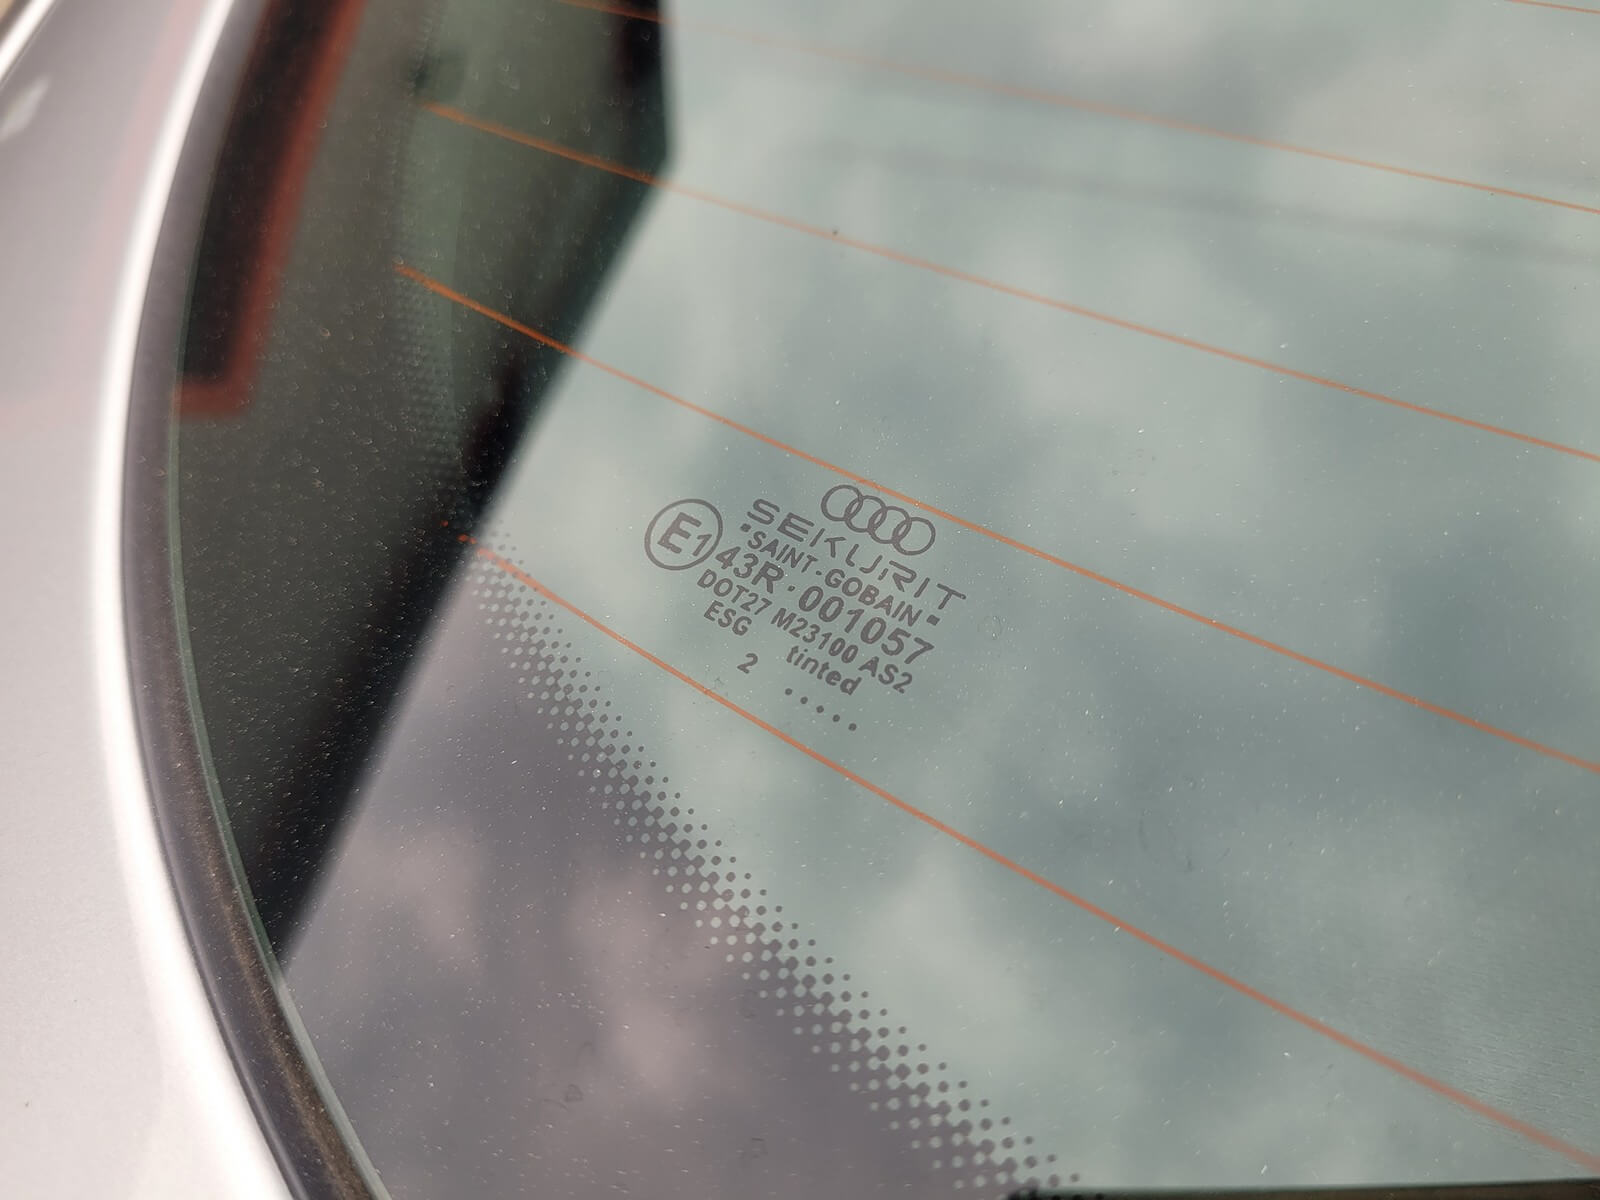 SEKURIT
"SAINT-GOBAIN"
E1 43R-001057
DOT27 M23100 AS2
ESG tinted
2 .....